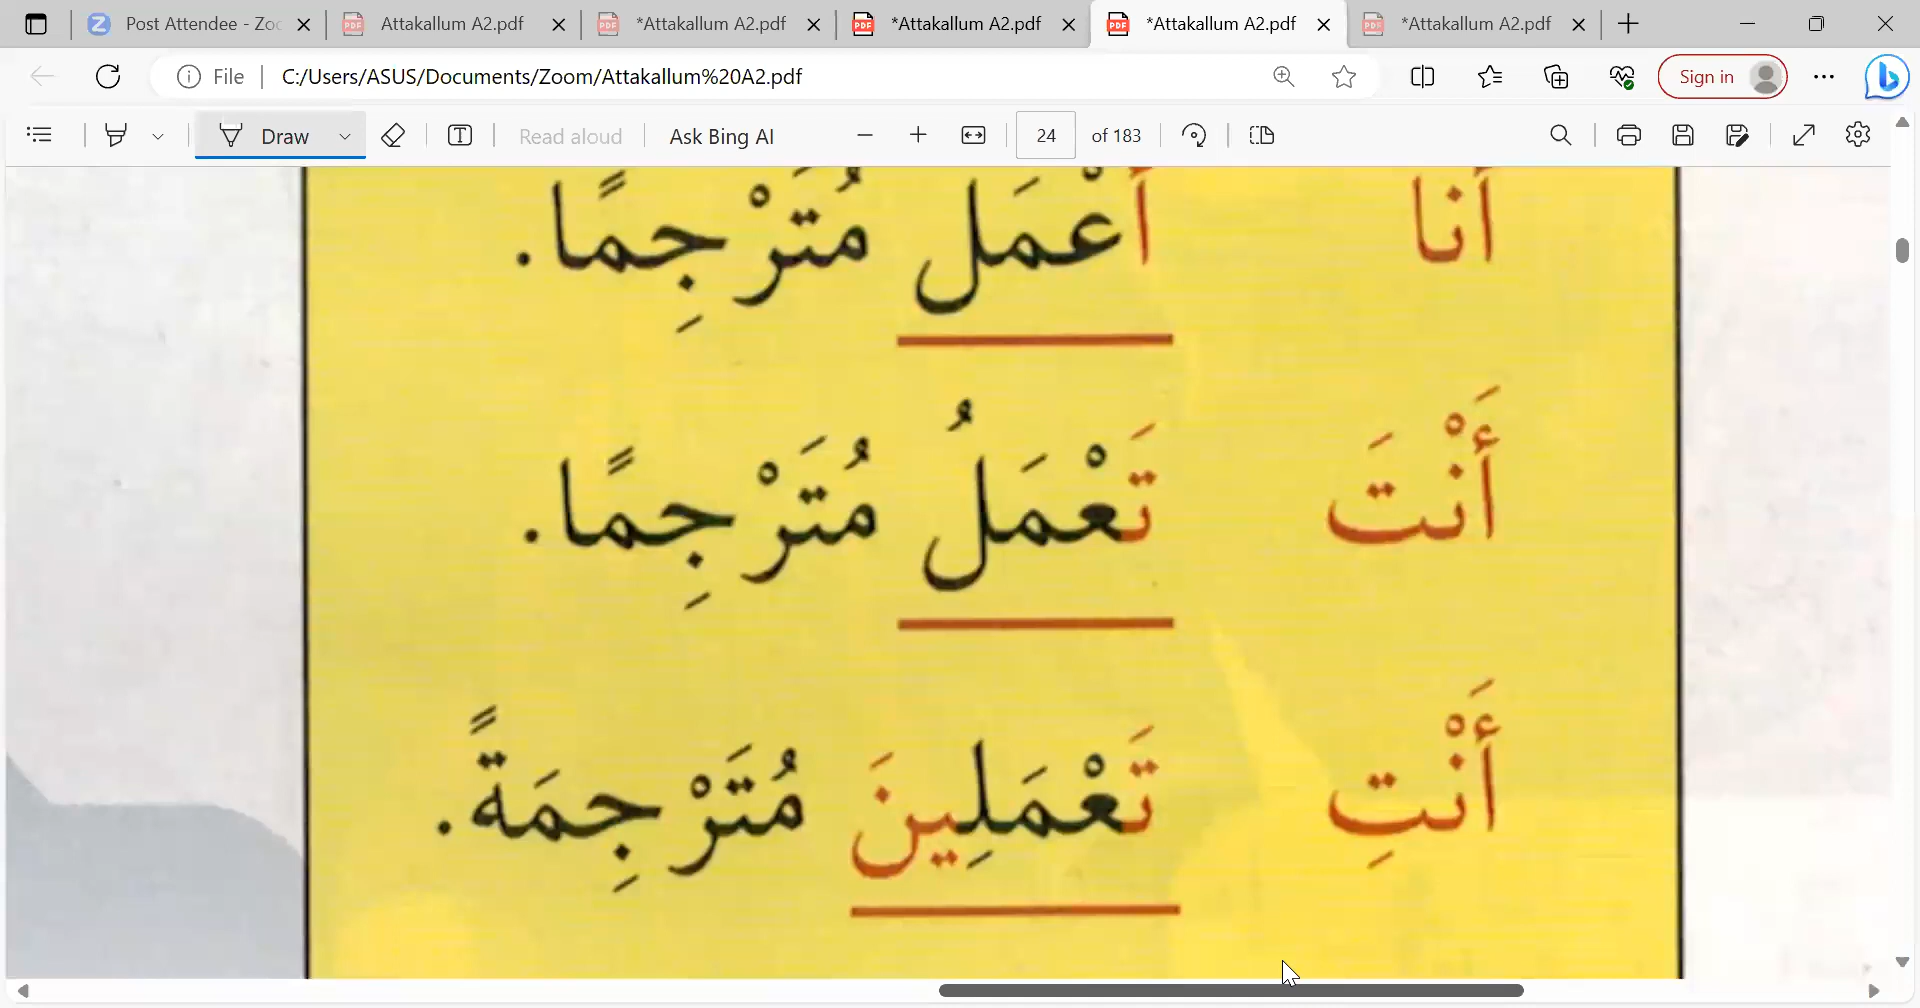 Post Attendee - Zoo
Attakallum A2.pdf
*Attakallum A2.pdf
*Attakallum A2.pdf
*Attakallum A2.pdf
*Attakallum A2.pdf
File
C:/Users/ASUS/Documents/Zoom/Attakallum%20A2.pdf
Sign in
Draw
Read aloud
Ask Bing AI
24
of 183
أنا أَعْمَل مُتَرْجِمًا.
أَنْتَ تَعْمَلُ مُتَرْجِمًا.
أَنْتِ تَعْمَلِينَ مُتَرْجِمَةً.